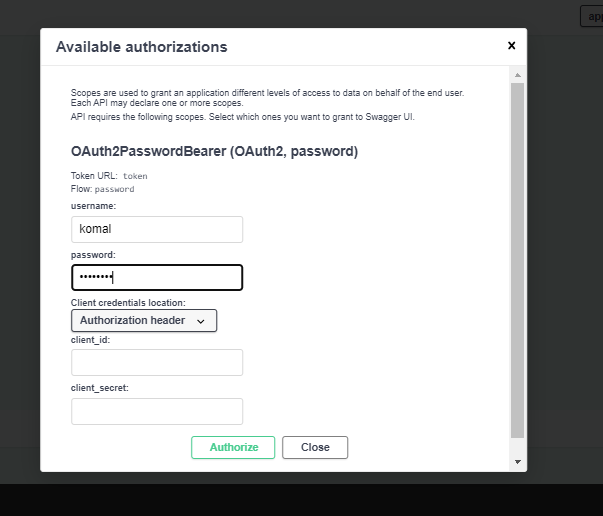 app
Available authorizations
×
Scopes are used to grant an application different levels of access to data on behalf of the end user.
Each API may declare one or more scopes.
API requires the following scopes. Select which ones you want to grant to Swagger UI.
OAuth2PasswordBearer (OAuth2, password)
Token URL: token
Flow: password
username:
komal
password:
••••••••
Client credentials location:
Authorization header
client_id:
client_secret:
Authorize
Close